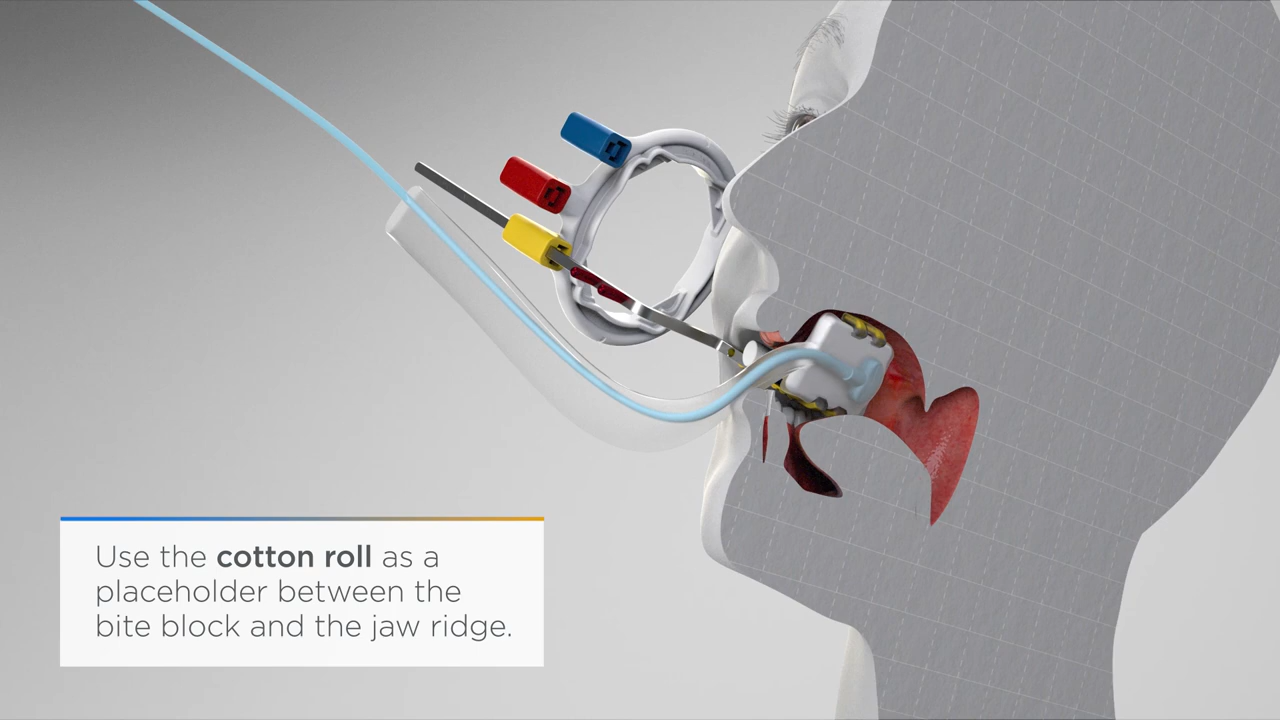 Use the cotton roll as a
placeholder between the
bite block and the jaw ridge.